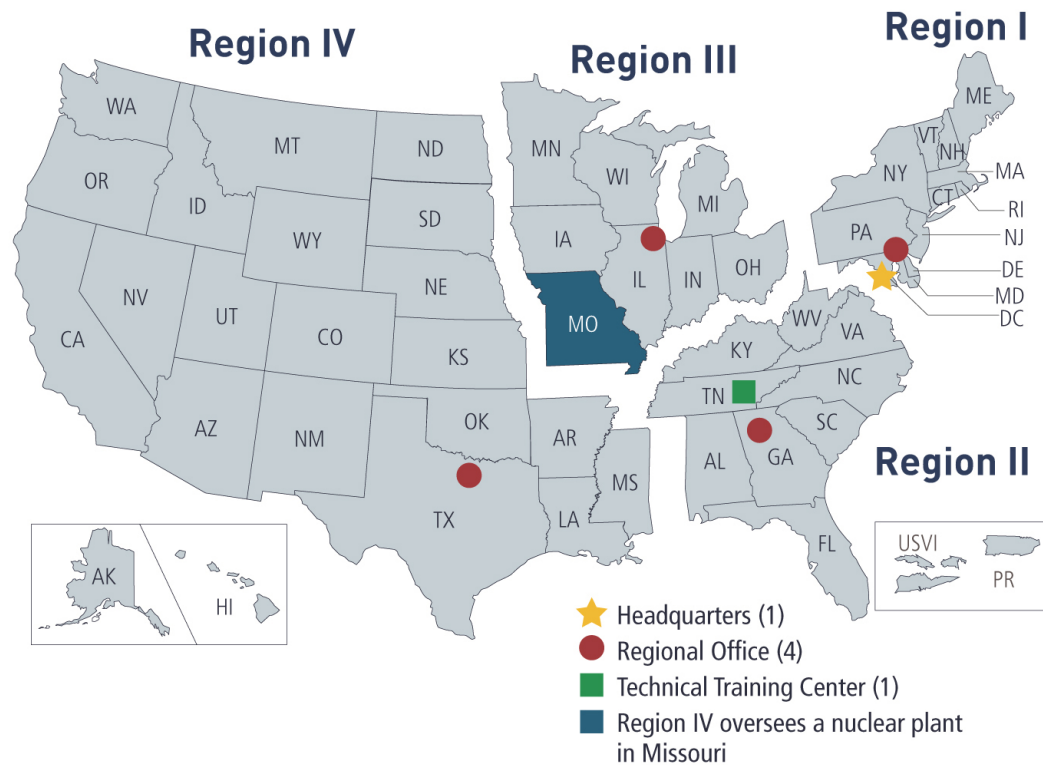 Region IV
Region III
Region I
WA
MT
ND
MN
ME
VT
NH
OR
ID
SD
WI
MI
NY
MA
CT
RI
WY
IA
PA
NJ
NE
IL
IN
OH
DE
MD
DC
NV
UT
CO
CA
KS
MO
WV
VA
KY
NC
TN
AZ
NM
OK
AR
SC
AL
GA
Region II
MS
TX
LA
FL
USVI
PR
AK
HI
Headquarters (1)
Regional Office (4)
Technical Training Center (1)
Region IV oversees a nuclear plant
in Missouri